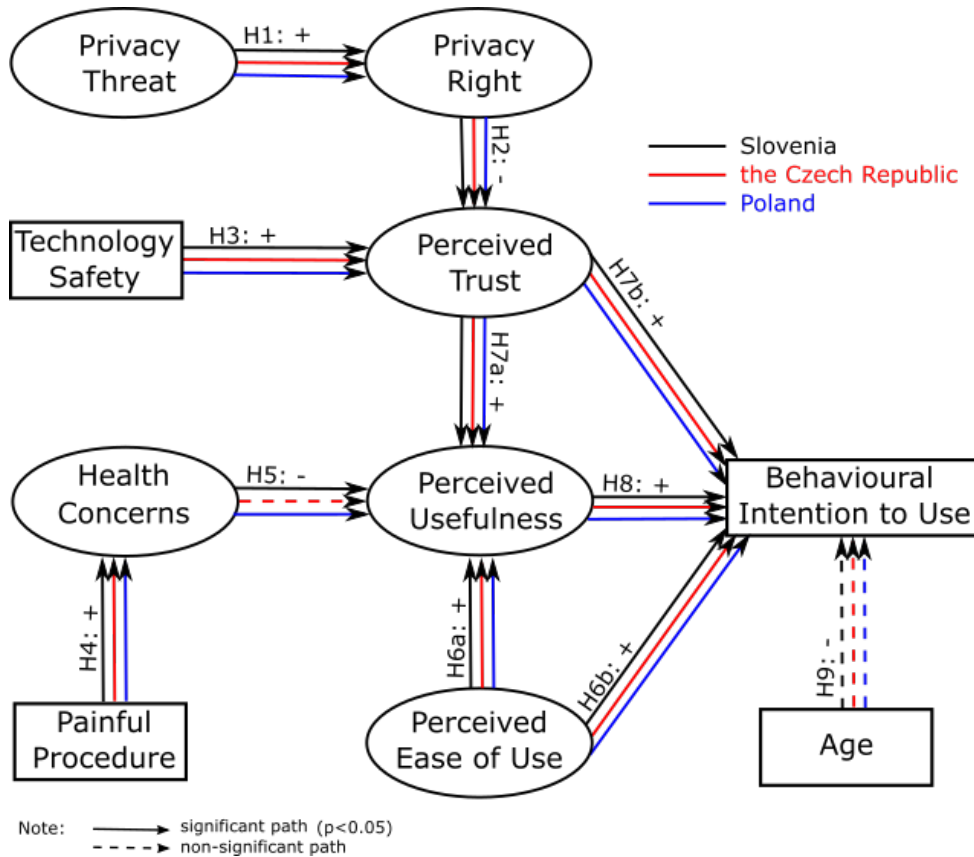 Privacy
Threat
H1: +
Privacy
Right
H2: -
Slovenia
the Czech Republic
Poland
Technology
Safety
H3: +
Perceived
Trust
H7b: +
H7a: +
Health
Concerns
H5: -
Perceived
Usefulness
H8: +
Behavioural
Intention to Use
H4: +
H6a: +
H6b: +
H9: -
Painful
Procedure
Perceived
Ease of Use
Age
Note:
significant path (p<0.05)
non-significant path